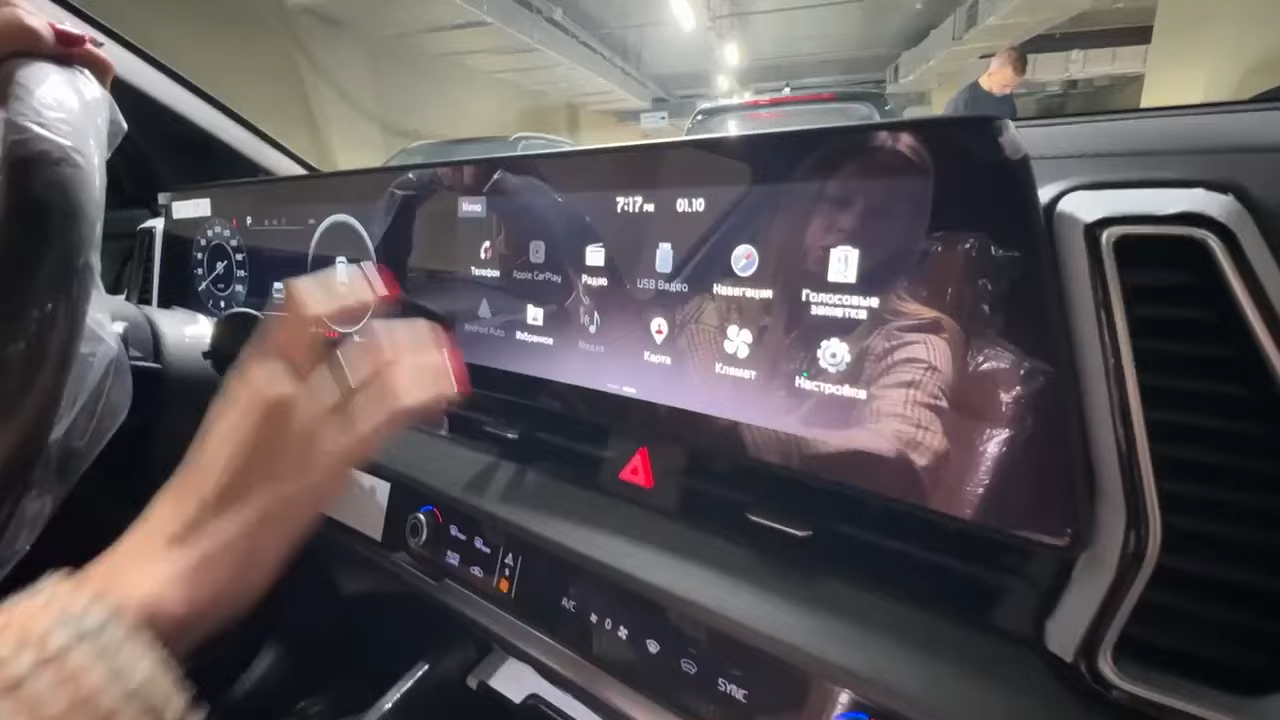 Меню
7:17 PM 01.10
P
Телефон
Apple CarPlay
Радио
USB Видео
Навигация
Голосовые
заметки
Android Auto
Избранное
Медиа
Карта
Климат
Настройки
A/C
0
SYNC